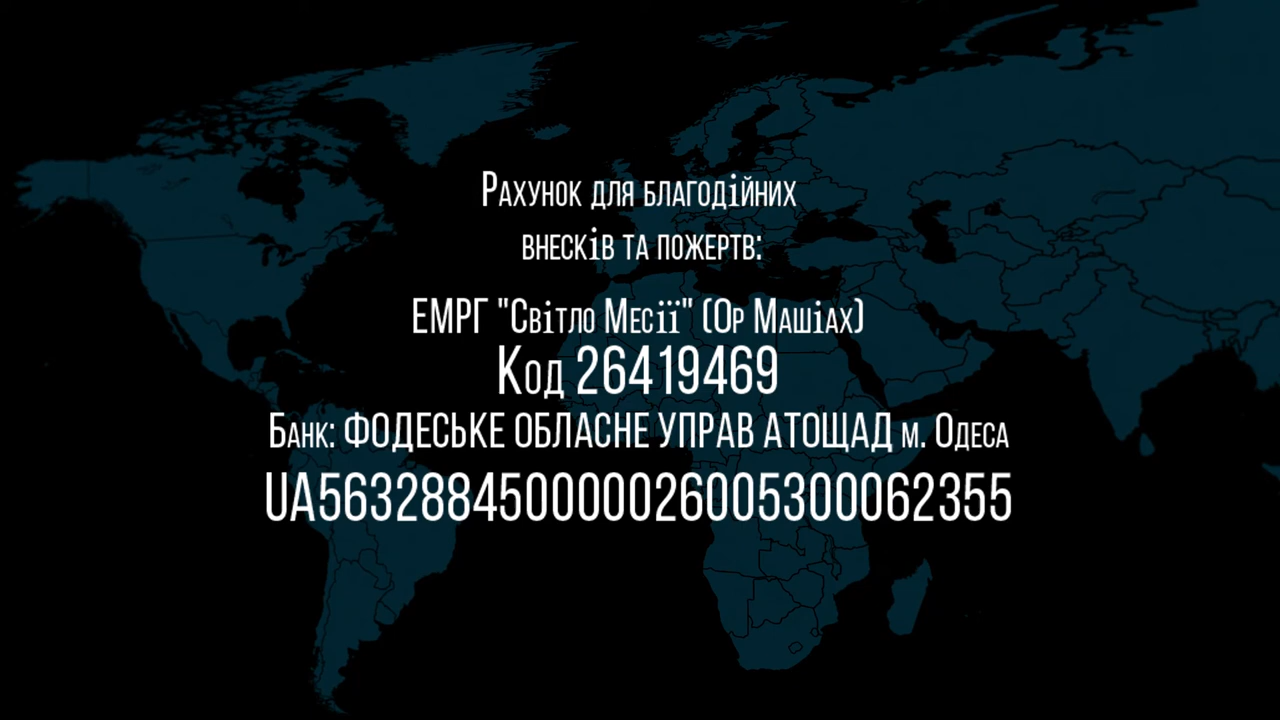 Рахунок для благодійних
внесків та пожертв:
ЕМРГ "Світло Месії" (Ор Машіах)
Код 26419469
Банк: ФОДЕСЬКЕ ОБЛАСНЕ УПРАВ АТОЩАД м. Одеса
UA563288450000026005300062355